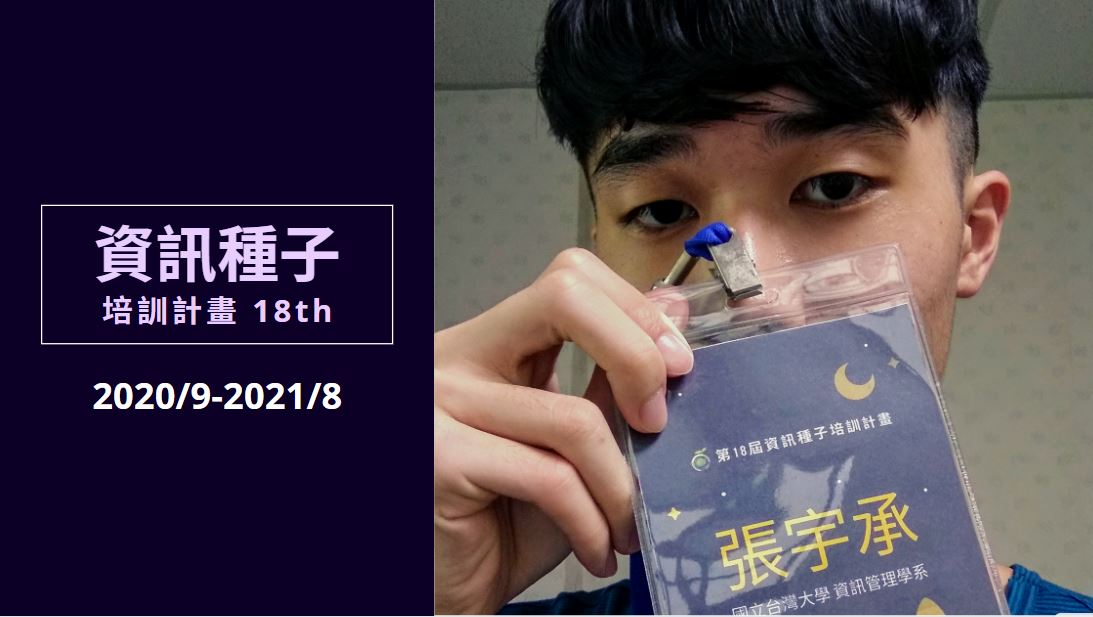 資訊種子
培訓計畫 18th
2020/9-2021/8
第18屆資訊種子培訓計畫
張宇承
國立台灣大學 資訊管理學系